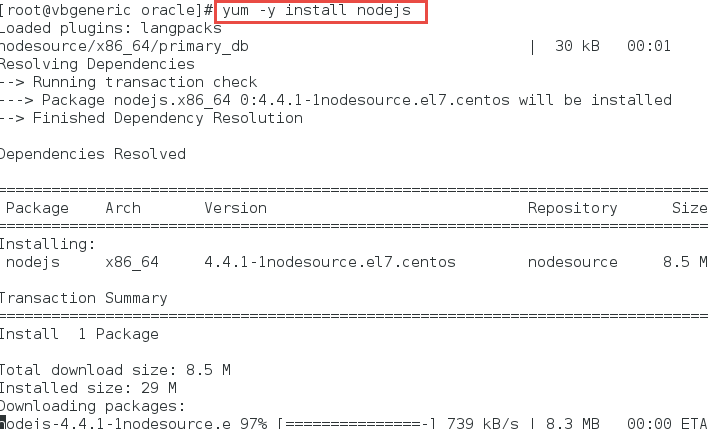 [root@vbgeneric oracle]# yum -y install nodejs
Loaded plugins: langpacks
nodesource/x86_64/primary_db | 30 kB 00:01
Resolving Dependencies
--> Running transaction check
---> Package nodejs.x86_64 0:4.4.1-1nodesource.el7.centos will be installed
--> Finished Dependency Resolution
Dependencies Resolved
================================================================================
Package Arch Version Repository Size
================================================================================
Installing:
nodejs x86_64 4.4.1-1nodesource.el7.centos nodesource 8.5 M
Transaction Summary
================================================================================
Install 1 Package
Total download size: 8.5 M
Installed size: 29 M
Downloading packages:
nodejs-4.4.1-1nodesource.e 97% [===============-] 739 kB/s | 8.3 MB 00:00 ETA